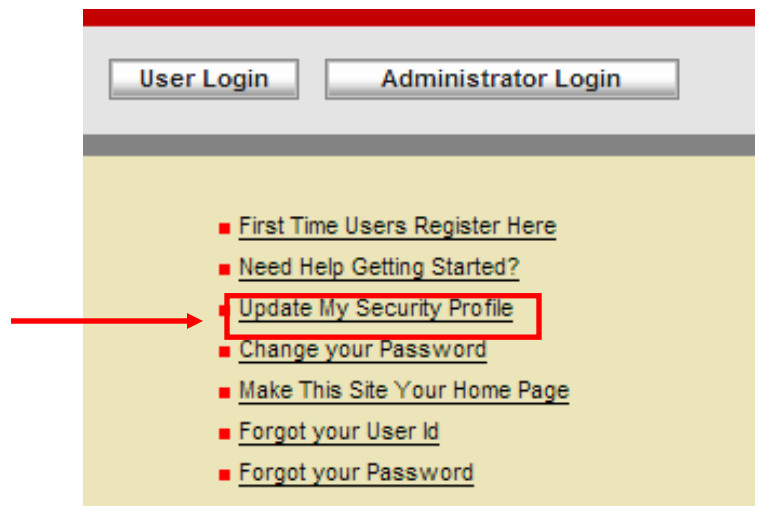 User Login Administrator Login
First Time Users Register Here
Need Help Getting Started?
Update My Security Profile
Change your Password
Make This Site Your Home Page
Forgot your User Id
Forgot your Password